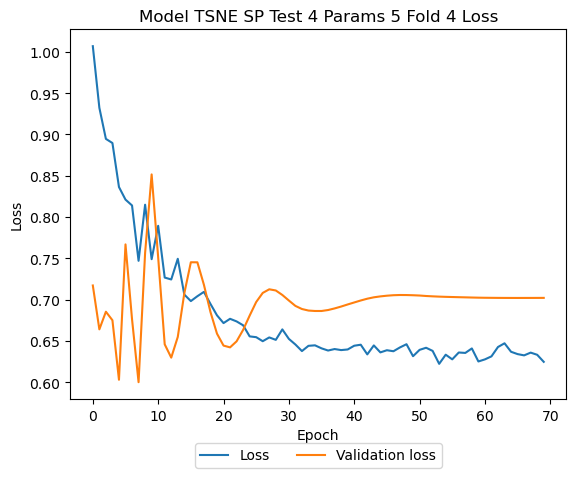 Model TSNE SP Test 4 Params 5 Fold 4 Loss
1.00
0.95
0.90
0.85
0.80
0.75
0.70
0.65
0.60
Loss
0 10 20 30 40 50 60 70
Epoch
Loss Validation loss